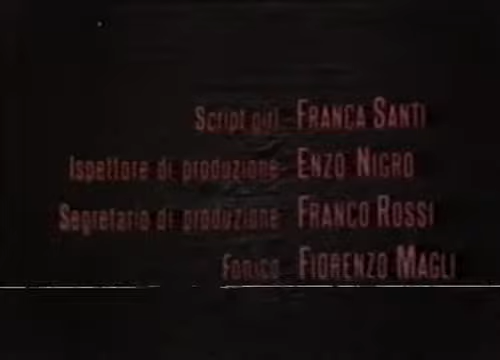 Script girl - FRANCA SANTI
Ispettore di produzione - ENZO NIGRO
Segretario di produzione - FRANCO ROSSI
Fonico - FIORENZO MAGLI